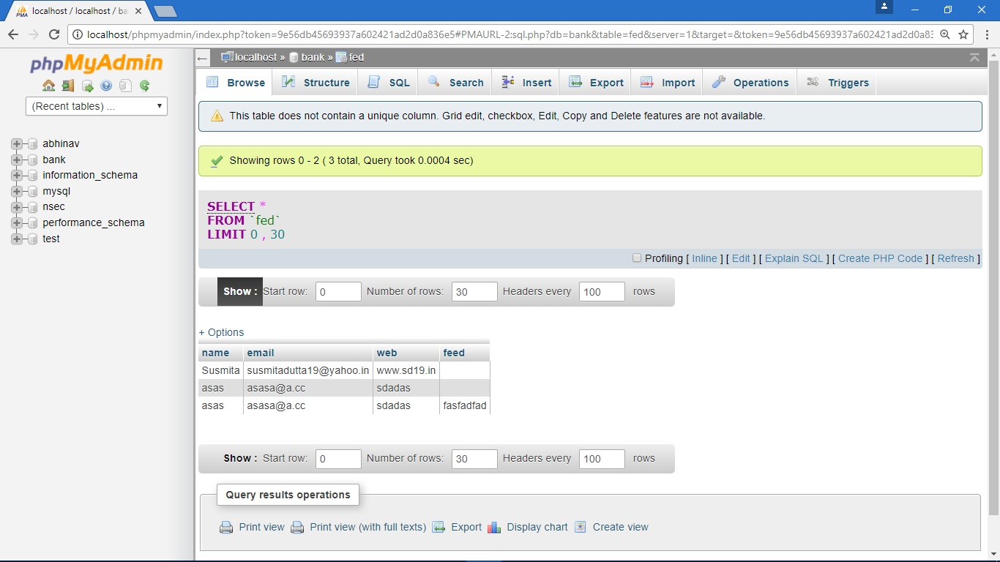 localhost / localhost / ba
localhost/phpmyadmin/index.php?token=9e56db45693937a602421ad2d0a836e5#PMAURL-2:sql.php?db=bank&table=fed&server=1&target=&token=9e56db45693937a602421ad2d0a83
phpMyAdmin
(Recent tables) ...
abhinav
bank
information_schema
mysql
nsec
performance_schema
test
localhost » bank » fed
Browse Structure SQL Search Insert Export Import Operations Triggers
This table does not contain a unique column. Grid edit, checkbox, Edit, Copy and Delete features are not available.
Showing rows 0 - 2 ( 3 total, Query took 0.0004 sec)
SELECT *
FROM `fed`
LIMIT 0 , 30
Profiling [ Inline ] [ Edit ] [ Explain SQL ] [ Create PHP Code ] [ Refresh ]
Show : Start row: 0 Number of rows: 30 Headers every 100 rows
+ Options
name email web feed
Susmita susmitadutta19@yahoo.in www.sd19.in
asas asasa@a.cc sdadas
asas asasa@a.cc sdadas fasfadfad
Show : Start row: 0 Number of rows: 30 Headers every 100 rows
Query results operations
Print view Print view (with full texts) Export Display chart Create view